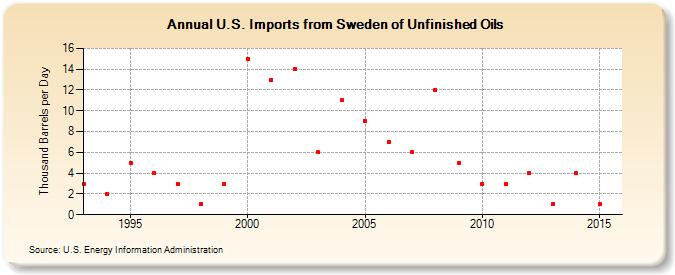 Annual U.S. Imports from Sweden of Unfinished Oils
Thousand Barrels per Day
16
14
12
10
8
6
4
2
0
1995 2000 2005 2010 2015
Source: U.S. Energy Information Administration